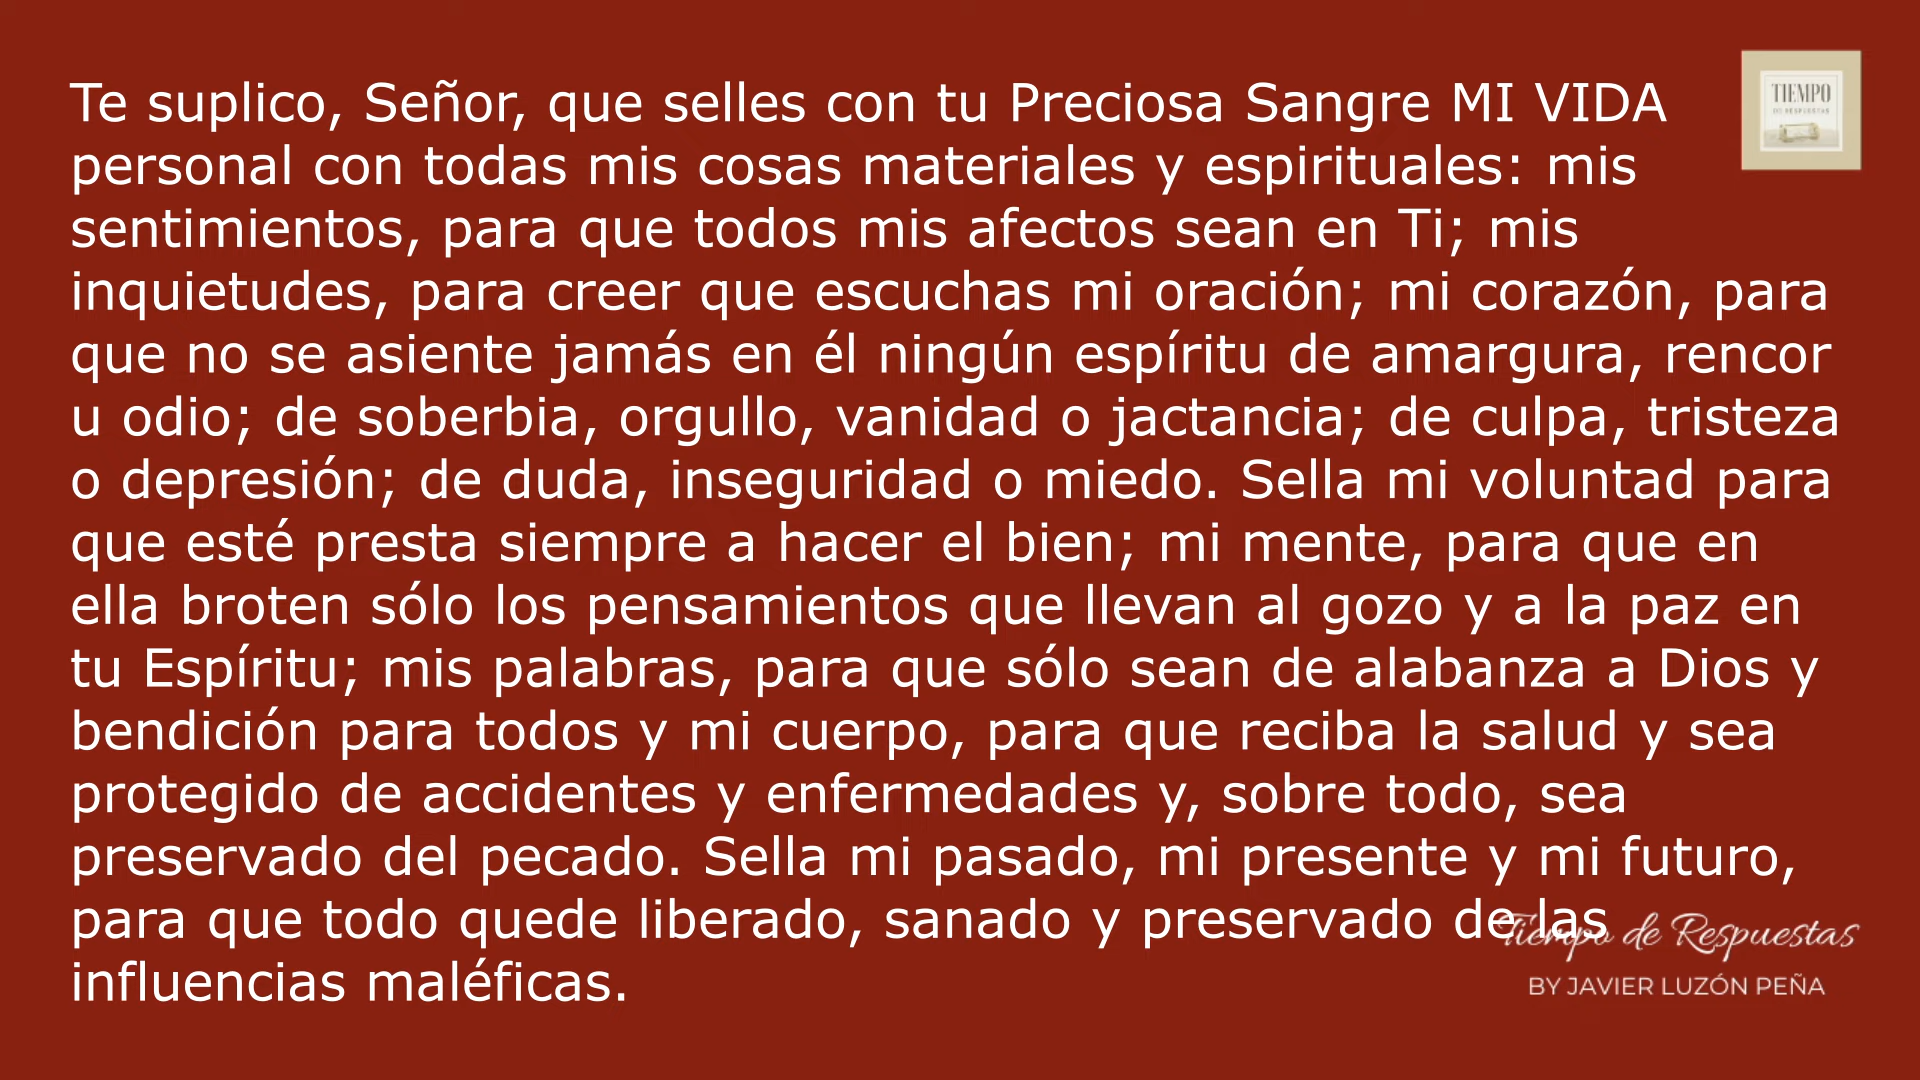 Te suplico, Señor, que selles con tu Preciosa Sangre MI VIDA
personal con todas mis cosas materiales y espirituales: mis
sentimientos, para que todos mis afectos sean en Ti; mis
inquietudes, para creer que escuchas mi oración; mi corazón, para
que no se asiente jamás en él ningún espíritu de amargura, rencor
u odio; de soberbia, orgullo, vanidad o jactancia; de culpa, tristeza
o depresión; de duda, inseguridad o miedo. Sella mi voluntad para
que esté presta siempre a hacer el bien; mi mente, para que en
ella broten sólo los pensamientos que llevan al gozo y a la paz en
tu Espíritu; mis palabras, para que sólo sean de alabanza a Dios y
bendición para todos y mi cuerpo, para que reciba la salud y sea
protegido de accidentes y enfermedades y, sobre todo, sea
preservado del pecado. Sella mi pasado, mi presente y mi futuro,
para que todo quede liberado, sanado y preservado de las
influencias maléficas.
TIEMPO
DE RESPUESTAS
Tiempo de Respuestas
BY JAVIER LUZÓN PEÑA